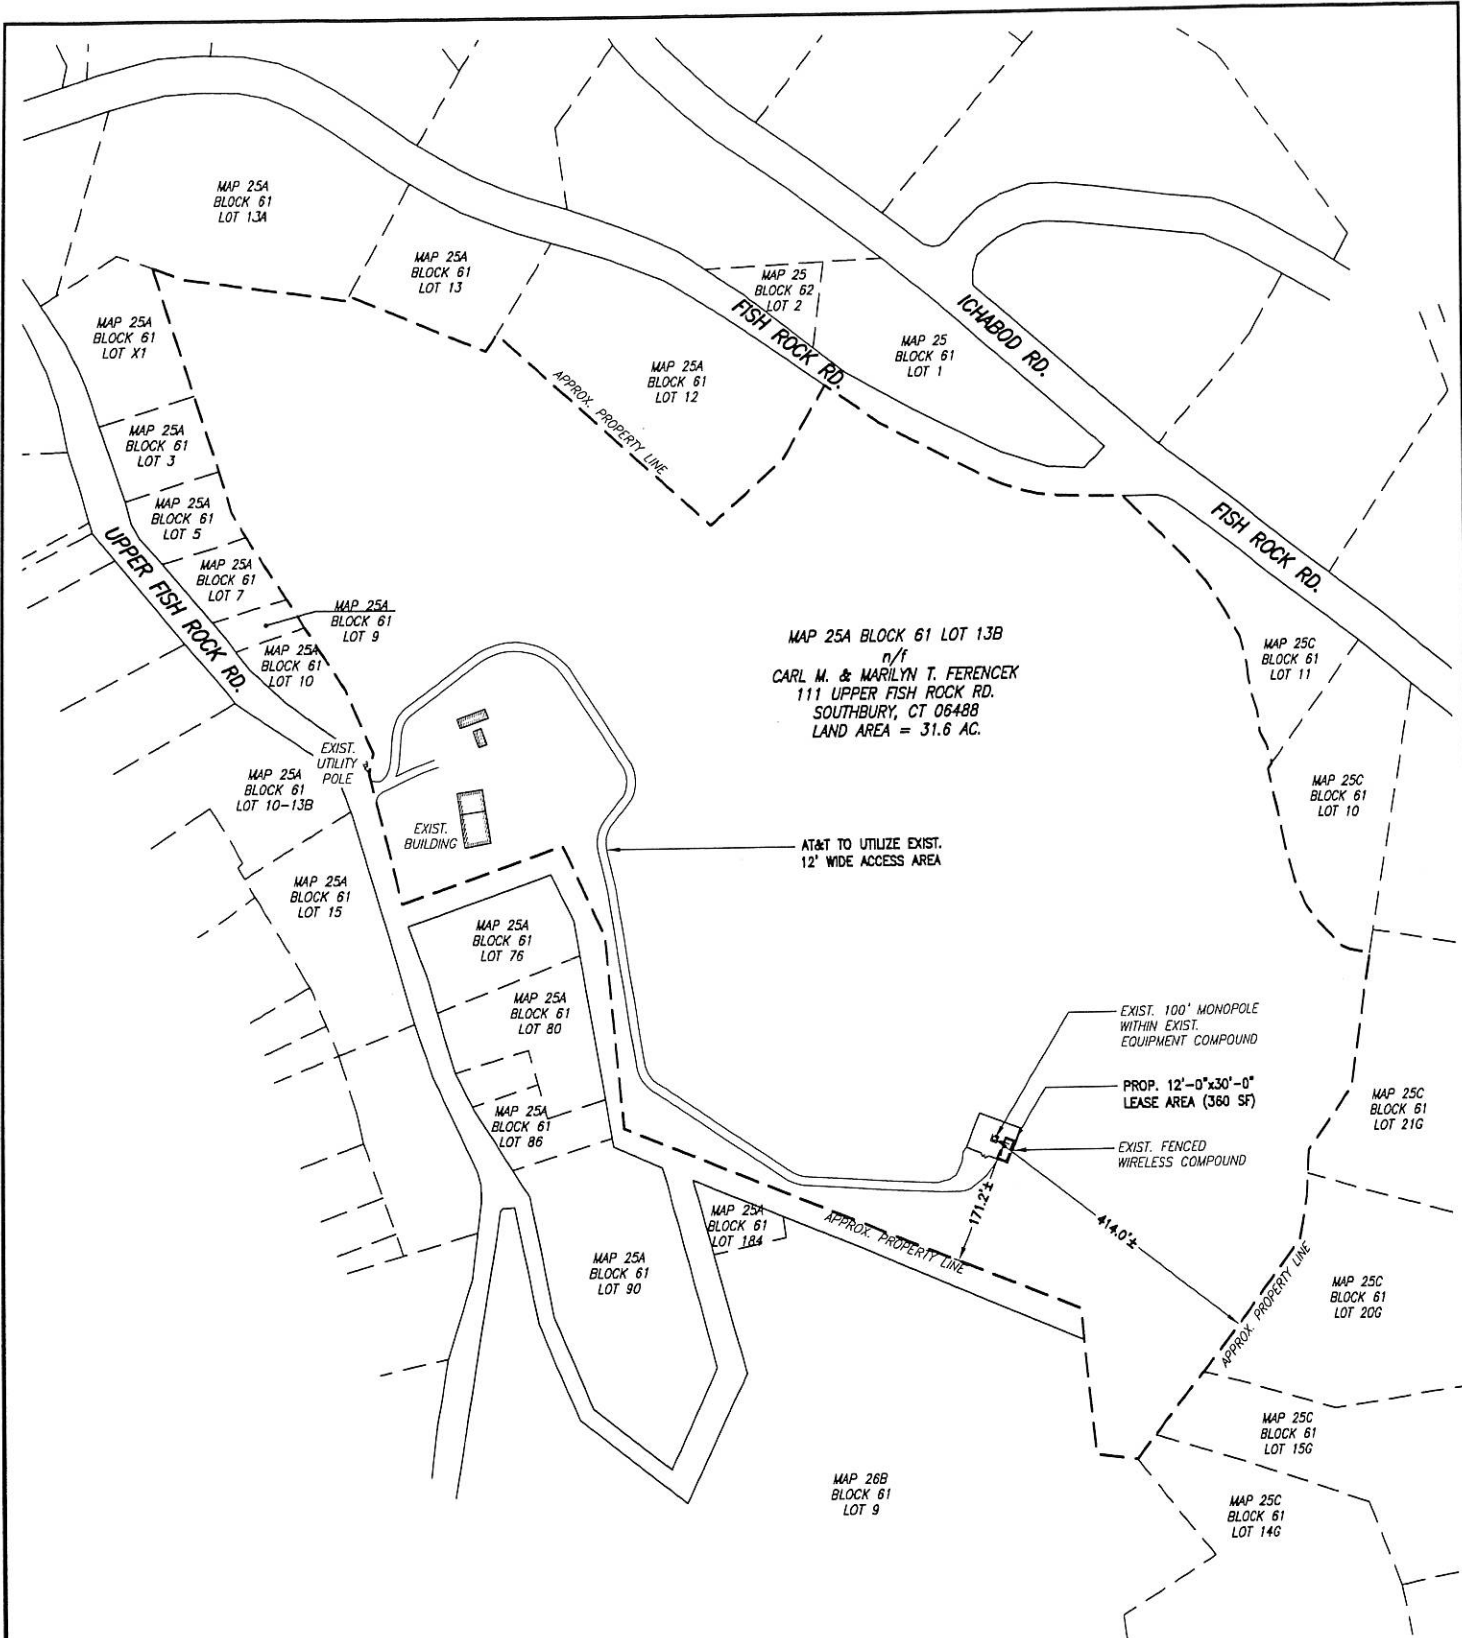 MAP 25A
BLOCK 61
LOT 13A
MAP 25A
BLOCK 61
LOT 13
MAP 25
BLOCK 62
LOT 2
FISH ROCK RD.
ICHABOD RD.
MAP 25
BLOCK 61
LOT 1
MAP 25A
BLOCK 61
LOT X1
MAP 25A
BLOCK 61
LOT 12
APPROX. PROPERTY LINE
MAP 25A
BLOCK 61
LOT 3
MAP 25A
BLOCK 61
LOT 5
UPPER FISH ROCK RD.
MAP 25A
BLOCK 61
LOT 7
FISH ROCK RD.
MAP 25A
BLOCK 61
LOT 9
MAP 25A
BLOCK 61
LOT 10
MAP 25A BLOCK 61 LOT 13B
n/f
CARL M. & MARILYN T. FERENCEK
111 UPPER FISH ROCK RD.
SOUTHBURY, CT 06488
LAND AREA = 31.6 AC.
MAP 25C
BLOCK 61
LOT 11
EXIST.
UTILITY
POLE
MAP 25A
BLOCK 61
LOT 10-13B
MAP 25C
BLOCK 61
LOT 10
EXIST.
BUILDING
AT&T TO UTILIZE EXIST.
12' WIDE ACCESS AREA
MAP 25A
BLOCK 61
LOT 15
MAP 25A
BLOCK 61
LOT 76
MAP 25A
BLOCK 61
LOT 80
EXIST. 100' MONOPOLE
WITHIN EXIST.
EQUIPMENT COMPOUND
PROP. 12'-0"x30'-0"
LEASE AREA (360 SF)
MAP 25C
BLOCK 61
LOT 21G
MAP 25A
BLOCK 61
LOT 86
EXIST. FENCED
WIRELESS COMPOUND
171.2'±
414.0'±
MAP 25A
BLOCK 61
LOT 184
APPROX. PROPERTY LINE
MAP 25A
BLOCK 61
LOT 90
APPROX. PROPERTY LINE
MAP 25C
BLOCK 61
LOT 20G
MAP 25C
BLOCK 61
LOT 15G
MAP 26B
BLOCK 61
LOT 9
MAP 25C
BLOCK 61
LOT 14G